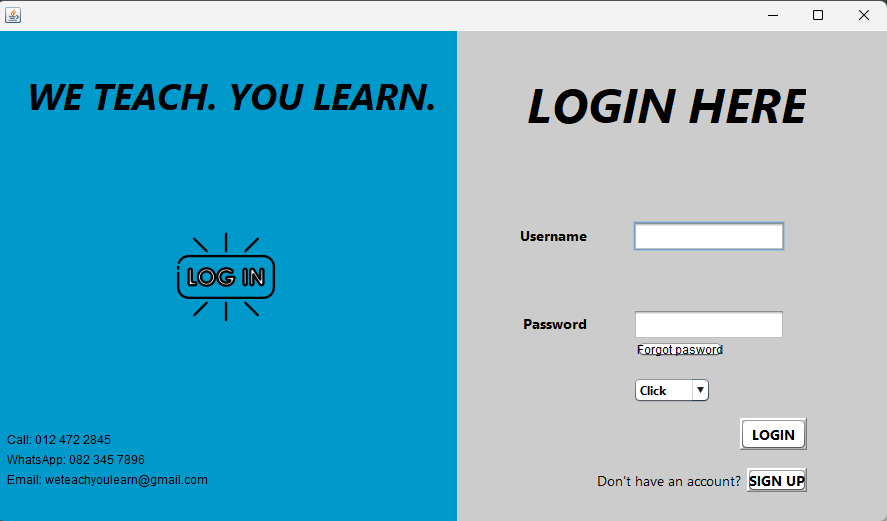 WE TEACH. YOU LEARN.
LOG IN
Call: 012 472 2845
WhatsApp: 082 345 7896
Email: weteachyoulearn@gmail.com
LOGIN HERE
Username
Password
Forgot pasword
Click
LOGIN
Don't have an account? SIGN UP